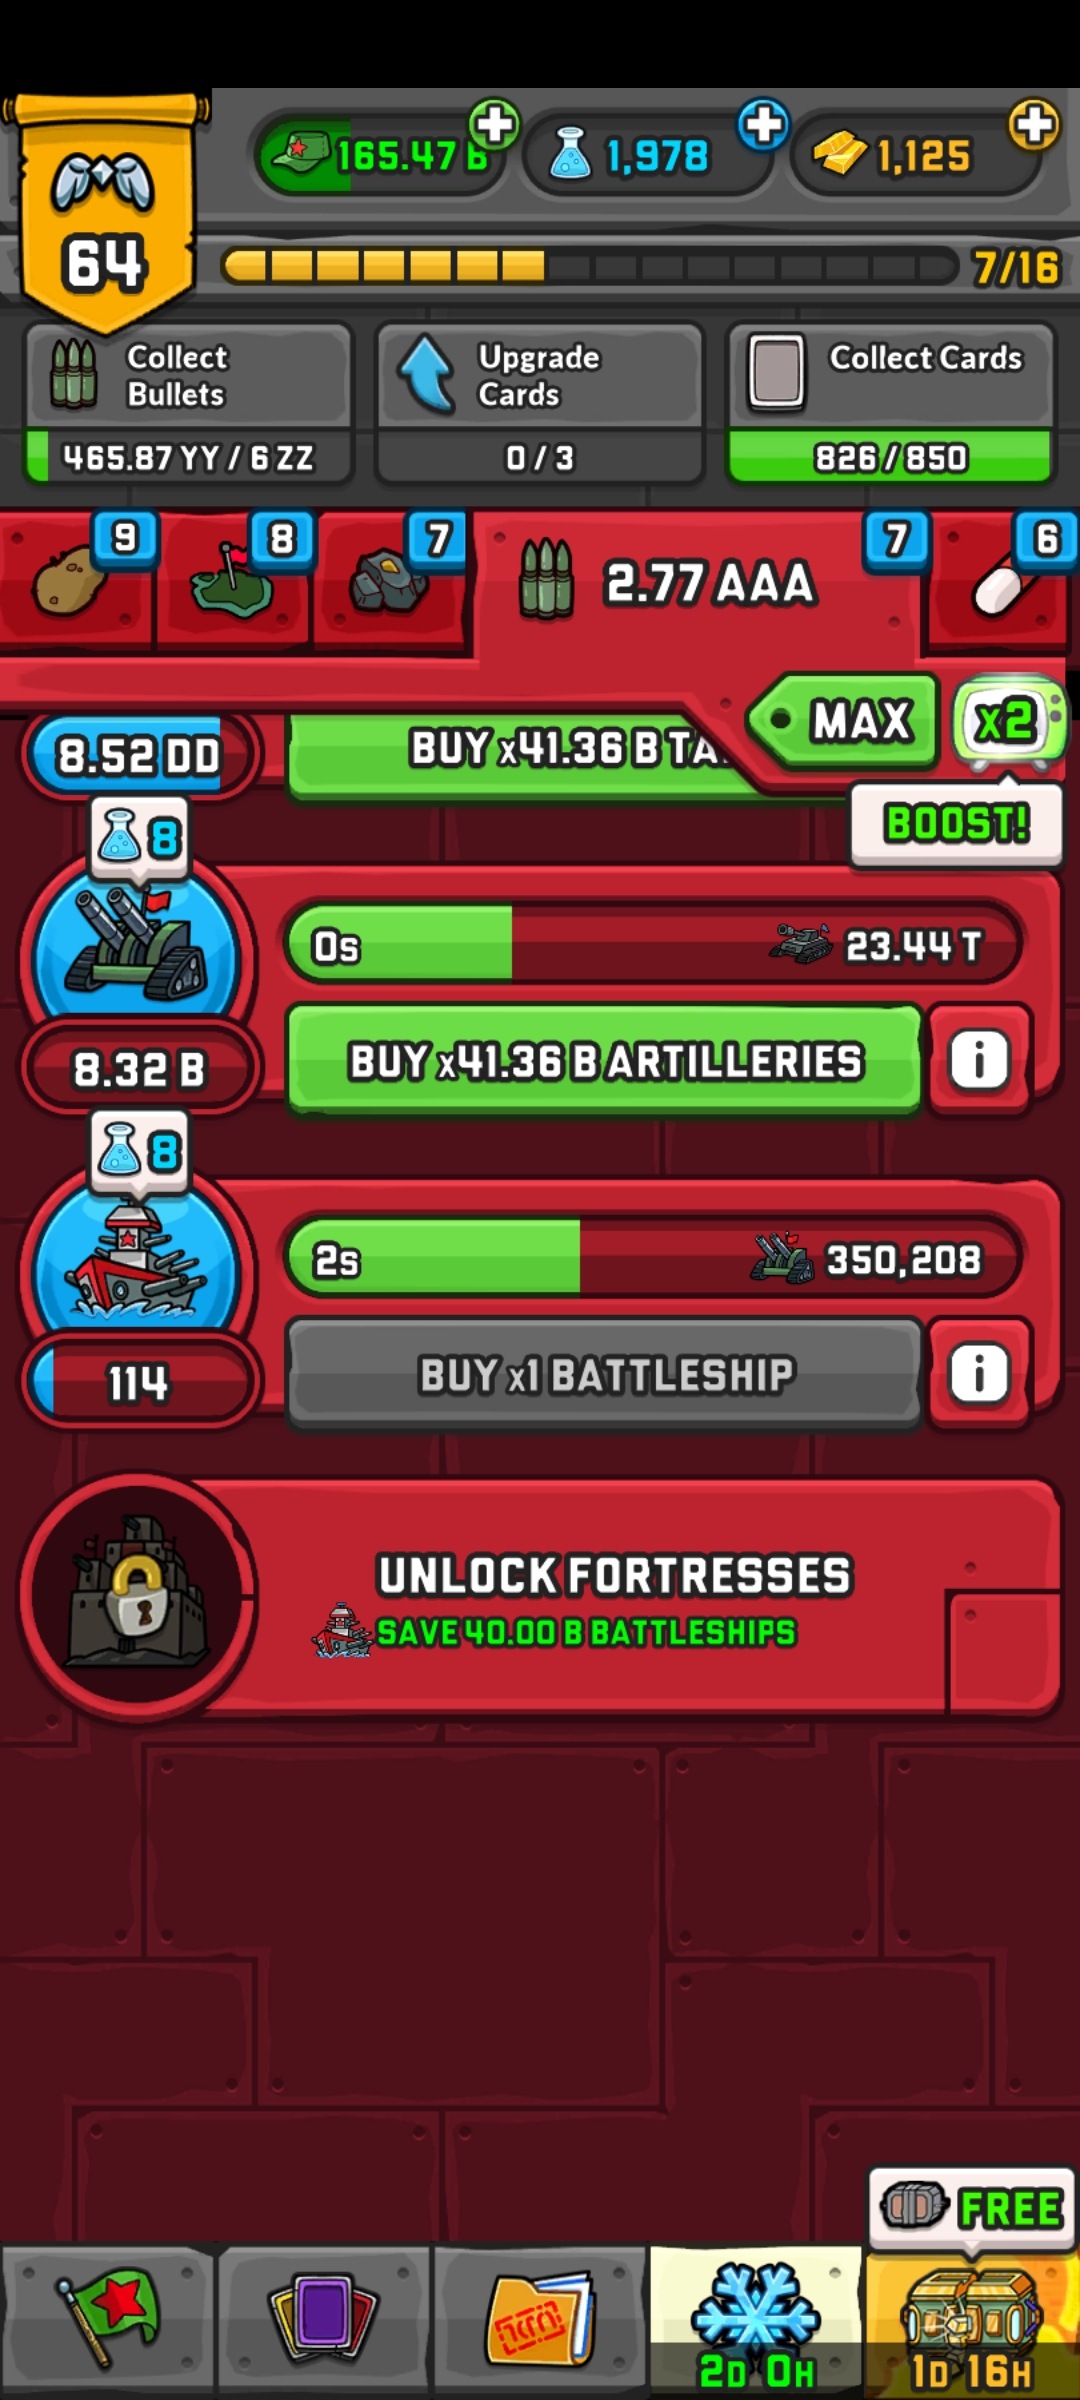 165.47 B
1,978
1,125
64
7/16
Collect
Bullets
Upgrade
Cards
Collect Cards
465.87 YY / 6 ZZ
0 / 3
826 / 850
9
8
7
2.77 AAA
7
6
MAX
x2
8.52 DD
BUY x41.36 B TA
BOOST!
8
0s
23.44 T
8.32 B
BUY x41.36 B ARTILLERIES
i
8
2s
350,208
114
BUY x1 BATTLESHIP
i
UNLOCK FORTRESSES
SAVE 40.00 B BATTLESHIPS
FREE
2D 0H
1D 16H